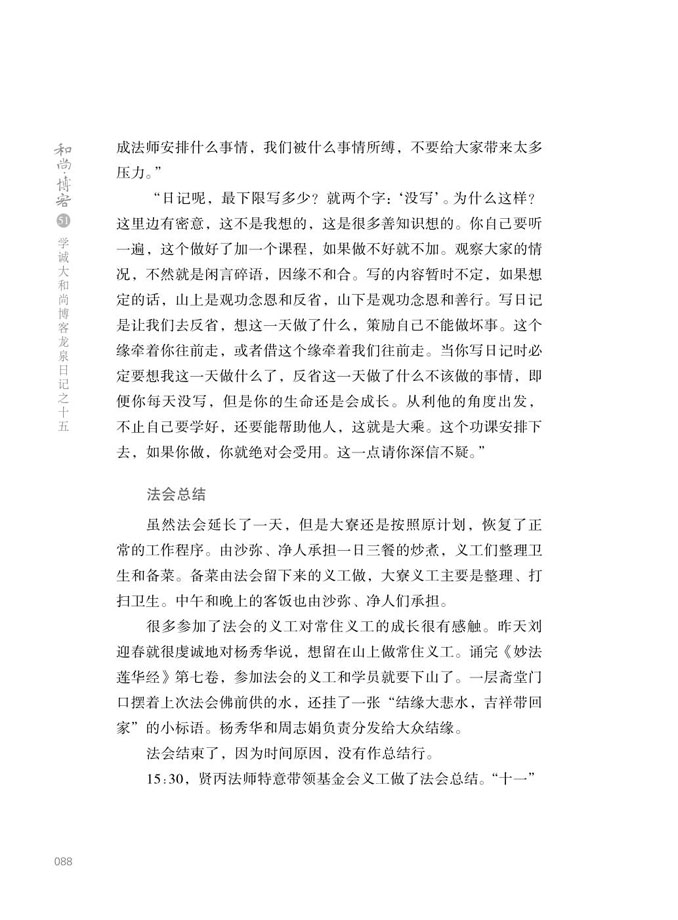 和尚·博客
51
学诚大和尚博客龙泉日记之十五
成法师安排什么事情，我们被什么事情所缚，不要给大家带来太多
压力。”
“日记呢，最下限写多少？就两个字：‘没写’。为什么这样？
这里边有密意，这不是我想的，这是很多善知识想的。你自己要听
一遍，这个做好了加一个课程，如果做不好就不加。观察大家的情
况，不然就是闲言碎语，因缘不和合。写的内容暂时不定，如果想
定的话，山上是观功念恩和反省，山下是观功念恩和善行。写日记
是让我们去反省，想这一天做了什么，策励自己不能做坏事。这个
缘牵着你往前走，或者借这个缘牵着我们往前走。当你写日记时必
定要想我这一天做什么了，反省这一天做了什么不该做的事情，即
便你每天没写，但是你的生命还是会成长。从利他的角度出发，
不止自己要学好，还要能帮助他人，这就是大乘。这个功课安排下
去，如果你做，你就绝对会受用。这一点请你深信不疑。”
法会总结
虽然法会延长了一天，但是大寮还是按照原计划，恢复了正
常的工作程序。由沙弥、净人承担一日三餐的炒煮，义工们整理卫
生和备菜。备菜由法会留下来的义工做，大寮义工主要是整理、打
扫卫生。中午和晚上的客饭也由沙弥、净人们承担。
很多参加了法会的义工对常住义工的成长很有感触。昨天刘
迎春就很虔诚地对杨秀华说，想留在山上做常住义工。诵完《妙法
莲华经》第七卷，参加法会的义工和学员就要下山了。一层斋堂门
口摆着上次法会佛前供的水，还挂了一张“结缘大悲水，吉祥带回
家”的小标语。杨秀华和周志娟负责分发给大众结缘。
法会结束了，因为时间原因，没有作总结行。
15:30，贤丙法师特意带领基金会义工做了法会总结。“十一”
088